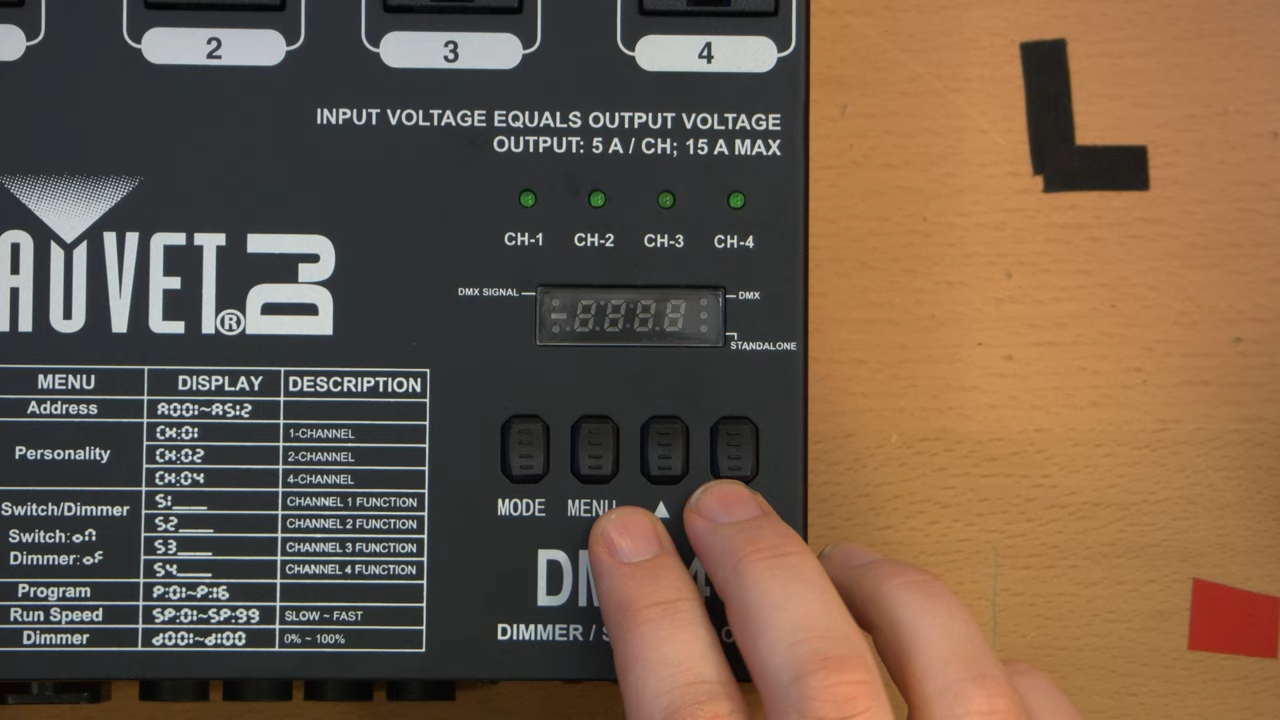 2
3
4
INPUT VOLTAGE EQUALS OUTPUT VOLTAGE
OUTPUT: 5 A / CH; 15 A MAX
CH-1 CH-2 CH-3 CH-4
DMX SIGNAL
DMX
STANDALONE
AUVET® DJ
MENU DISPLAY DESCRIPTION
Address A001~A512
Personality
CH:01 1-CHANNEL
CH:02 2-CHANNEL
CH:04 4-CHANNEL
Switch/Dimmer
Switch:on
Dimmer:of
S1___ CHANNEL 1 FUNCTION
S2___ CHANNEL 2 FUNCTION
S3___ CHANNEL 3 FUNCTION
S4___ CHANNEL 4 FUNCTION
Program P:01~P:16
Run Speed SP:01~SP:99 SLOW ~ FAST
Dimmer d001~d100 0% ~ 100%
MODE MENU ▲
DIMMER /